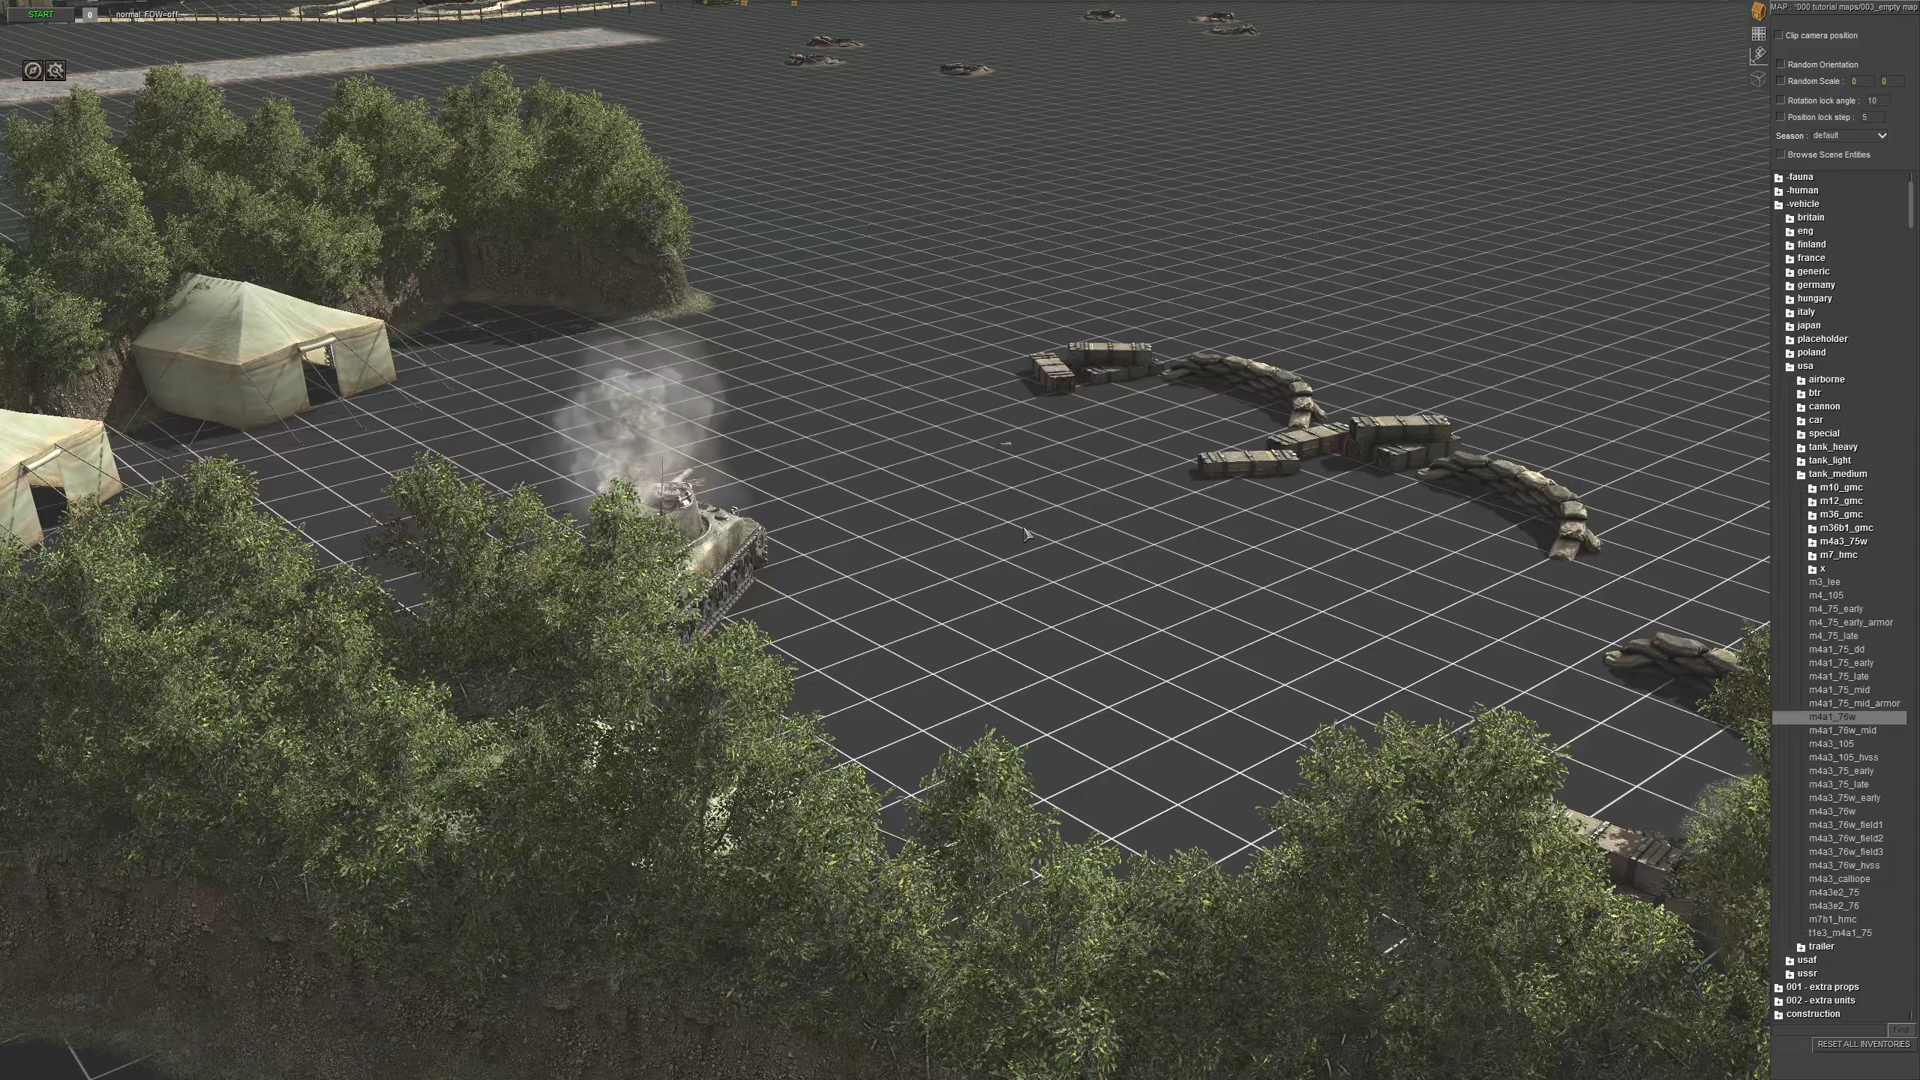 START
0
normal FOW=off
MAP : "000 tutorial maps/003_empty map
Clip camera position
Random Orientation
Random Scale : 0 0
Rotation lock angle : 10
Position lock step : 5
Season : default
Browse Scene Entities
-fauna
-human
-vehicle
britain
eng
finland
france
generic
germany
hungary
italy
japan
placeholder
poland
usa
airborne
btr
cannon
car
special
tank_heavy
tank_light
tank_medium
m10_gmc
m12_gmc
m36_gmc
m36b1_gmc
m4a3_75w
m7_hmc
x
m3_lee
m4_105
m4_75_early
m4_75_early_armor
m4_75_late
m4a1_75_dd
m4a1_75_early
m4a1_75_late
m4a1_75_mid
m4a1_75_mid_armor
m4a1_76w
m4a1_76w_mid
m4a3_105
m4a3_105_hvss
m4a3_75_early
m4a3_75_late
m4a3_75w_early
m4a3_76w
m4a3_76w_field1
m4a3_76w_field2
m4a3_76w_field3
m4a3_76w_hvss
m4a3_calliope
m4a3e2_75
m4a3e2_76
m7b1_hmc
t1e3_m4a1_75
trailer
usaf
ussr
001 - extra props
002 - extra units
construction
Find
RESET ALL INVENTORIES